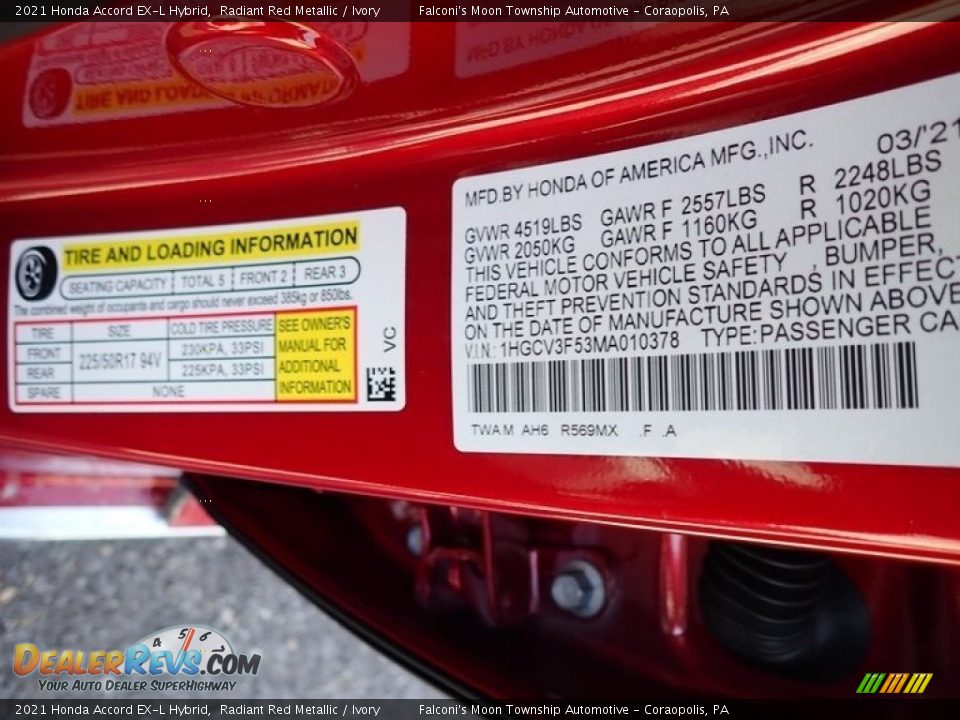 2021 Honda Accord EX-L Hybrid, Radiant Red Metallic / Ivory Falconi's Moon Township Automotive - Coraopolis, PA
TIRE AND LOADING INFORMATION
SEATING CAPACITY TOTAL 5 FRONT 2 REAR 3
The combined weight of occupants and cargo should never exceed 385kg or 850lbs.
TIRE SIZE COLD TIRE PRESSURE
FRONT 225/50R17 94V 230KPA, 33PSI
REAR 225KPA, 33PSI
SPARE NONE
SEE OWNER'S
MANUAL FOR
ADDITIONAL
INFORMATION
VC
MFD.BY HONDA OF AMERICA MFG.,INC. 03/'21
GVWR 4519LBS GAWR F 2557LBS R 2248LBS
GVWR 2050KG GAWR F 1160KG R 1020KG
THIS VEHICLE CONFORMS TO ALL APPLICABLE
FEDERAL MOTOR VEHICLE SAFETY , BUMPER,
AND THEFT PREVENTION STANDARDS IN EFFECT
ON THE DATE OF MANUFACTURE SHOWN ABOVE
V.I.N.: 1HGCV3F53MA010378 TYPE:PASSENGER CA
TWA M AH6 R569MX .F .A
DealerRevs.com
Your Auto Dealer SuperHighway
2021 Honda Accord EX-L Hybrid, Radiant Red Metallic / Ivory Falconi's Moon Township Automotive - Coraopolis, PA